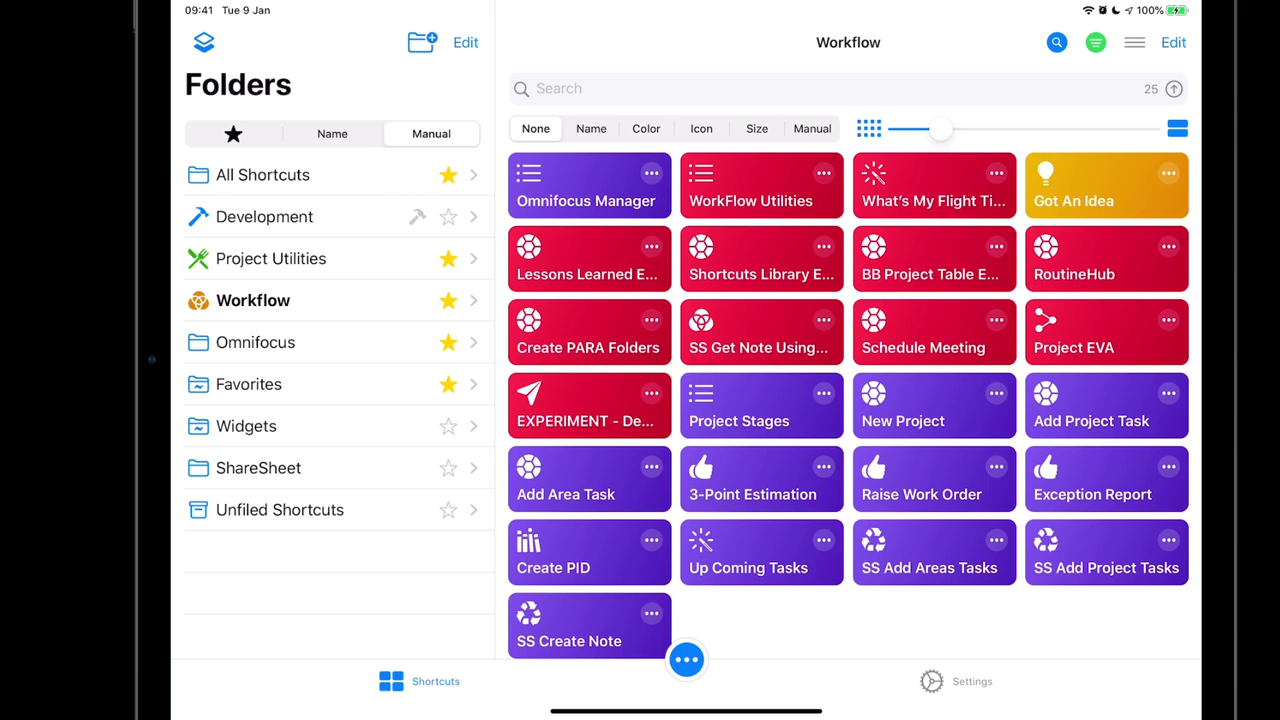 09:41 Tue 9 Jan
100%
Edit
Workflow
Edit
Folders
Search
25
Name
Manual
None
Name
Color
Icon
Size
Manual
All Shortcuts
Development
Project Utilities
Workflow
Omnifocus
Favorites
Widgets
ShareSheet
Unfiled Shortcuts
Omnifocus Manager
WorkFlow Utilities
What's My Flight Ti...
Got An Idea
Lessons Learned E...
Shortcuts Library E...
BB Project Table E...
RoutineHub
Create PARA Folders
SS Get Note Using...
Schedule Meeting
Project EVA
EXPERIMENT - De...
Project Stages
New Project
Add Project Task
Add Area Task
3-Point Estimation
Raise Work Order
Exception Report
Create PID
Up Coming Tasks
SS Add Areas Tasks
SS Add Project Tasks
SS Create Note
Shortcuts
Settings